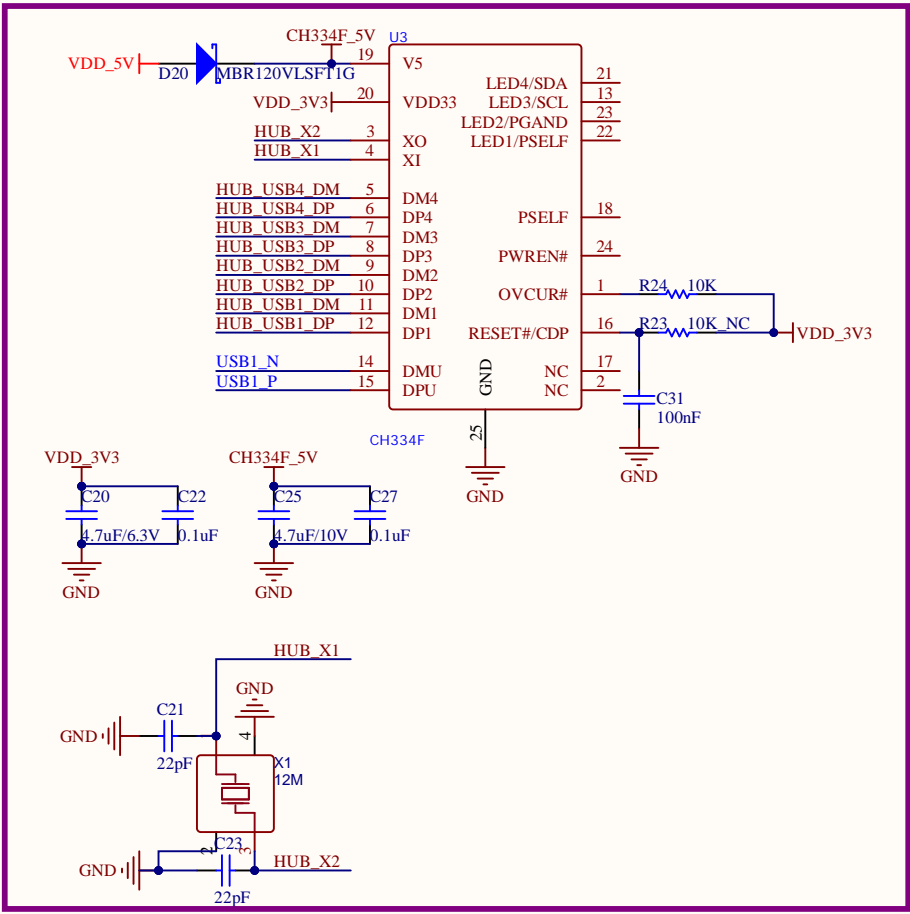 CH334F_5V
U3
VDD_5V
D20
MBR120VLSFT1G
19
V5
VDD_3V3
20
VDD33
HUB_X2
3
XO
HUB_X1
4
XI
HUB_USB4_DM
5
DM4
HUB_USB4_DP
6
DP4
HUB_USB3_DM
7
DM3
HUB_USB3_DP
8
DP3
HUB_USB2_DM
9
DM2
HUB_USB2_DP
10
DP2
HUB_USB1_DM
11
DM1
HUB_USB1_DP
12
DP1
USB1_N
14
DMU
USB1_P
15
DPU
LED4/SDA
21
LED3/SCL
13
LED2/PGAND
23
LED1/PSELF
22
PSELF
18
PWREN#
24
OVCUR#
1
R24
10K
RESET#/CDP
16
R23
10K_NC
VDD_3V3
NC
17
NC
2
GND
25
GND
C31
100nF
GND
CH334F
VDD_3V3
C20
4.7uF/6.3V
C22
0.1uF
GND
CH334F_5V
C25
4.7uF/10V
C27
0.1uF
GND
HUB_X1
GND
C21
GND
22pF
4
X1
12M
2
C23
3
GND
HUB_X2
22pF